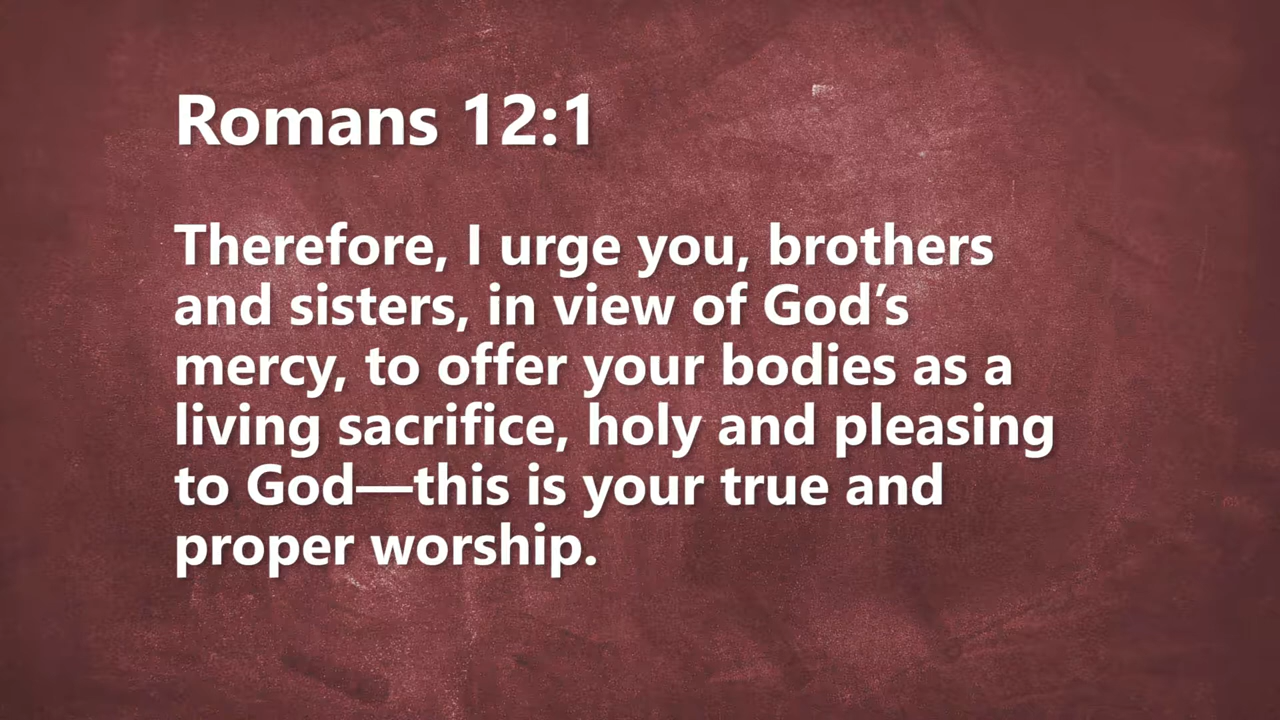 Romans 12:1
Therefore, I urge you, brothers
and sisters, in view of God’s
mercy, to offer your bodies as a
living sacrifice, holy and pleasing
to God—this is your true and
proper worship.